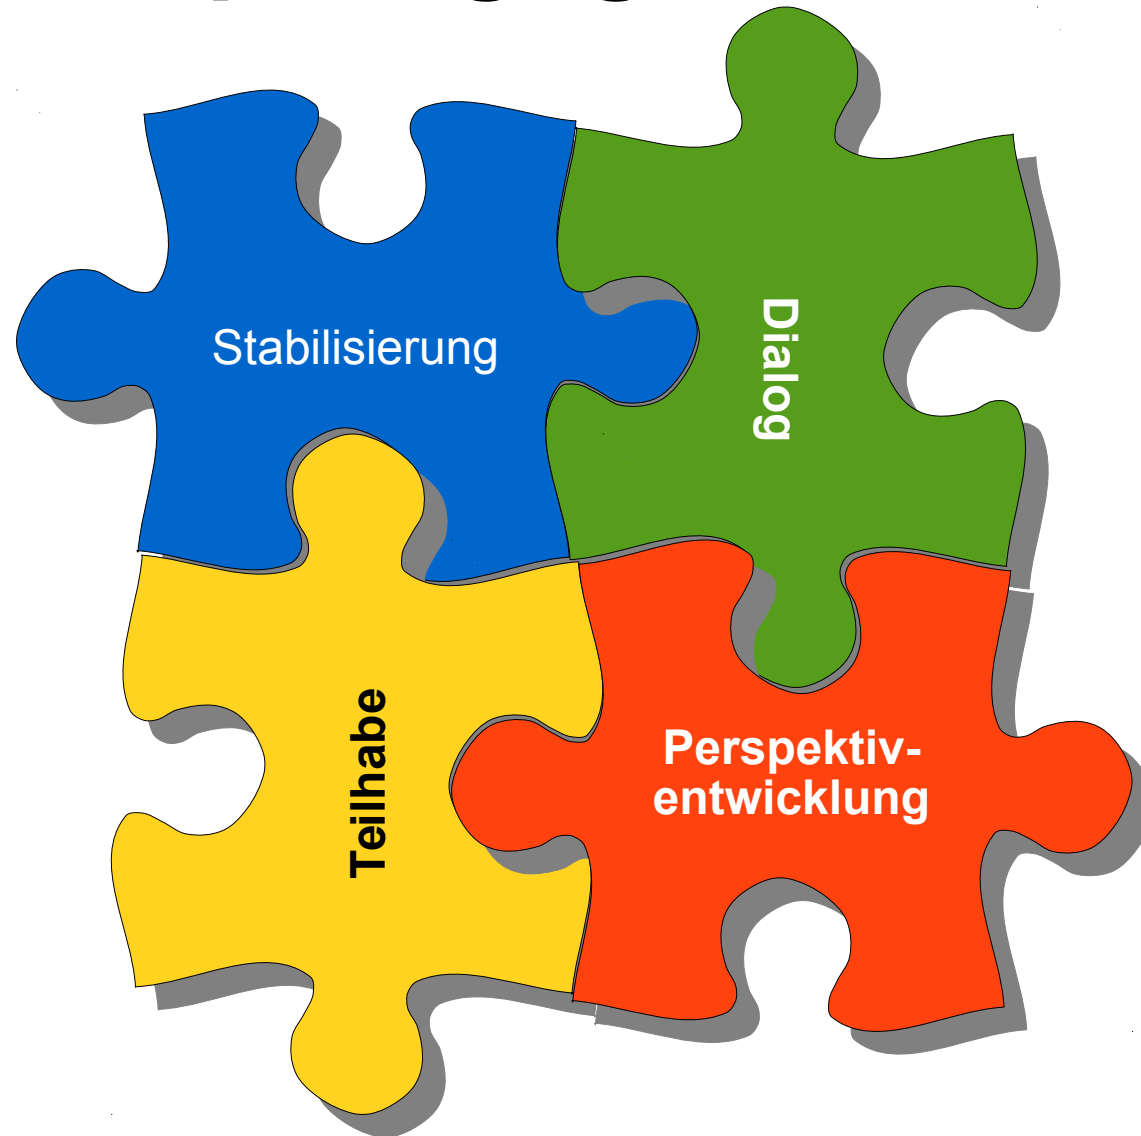 Stabilisierung
Dialog
Teilhabe
Perspektiv-
entwicklung